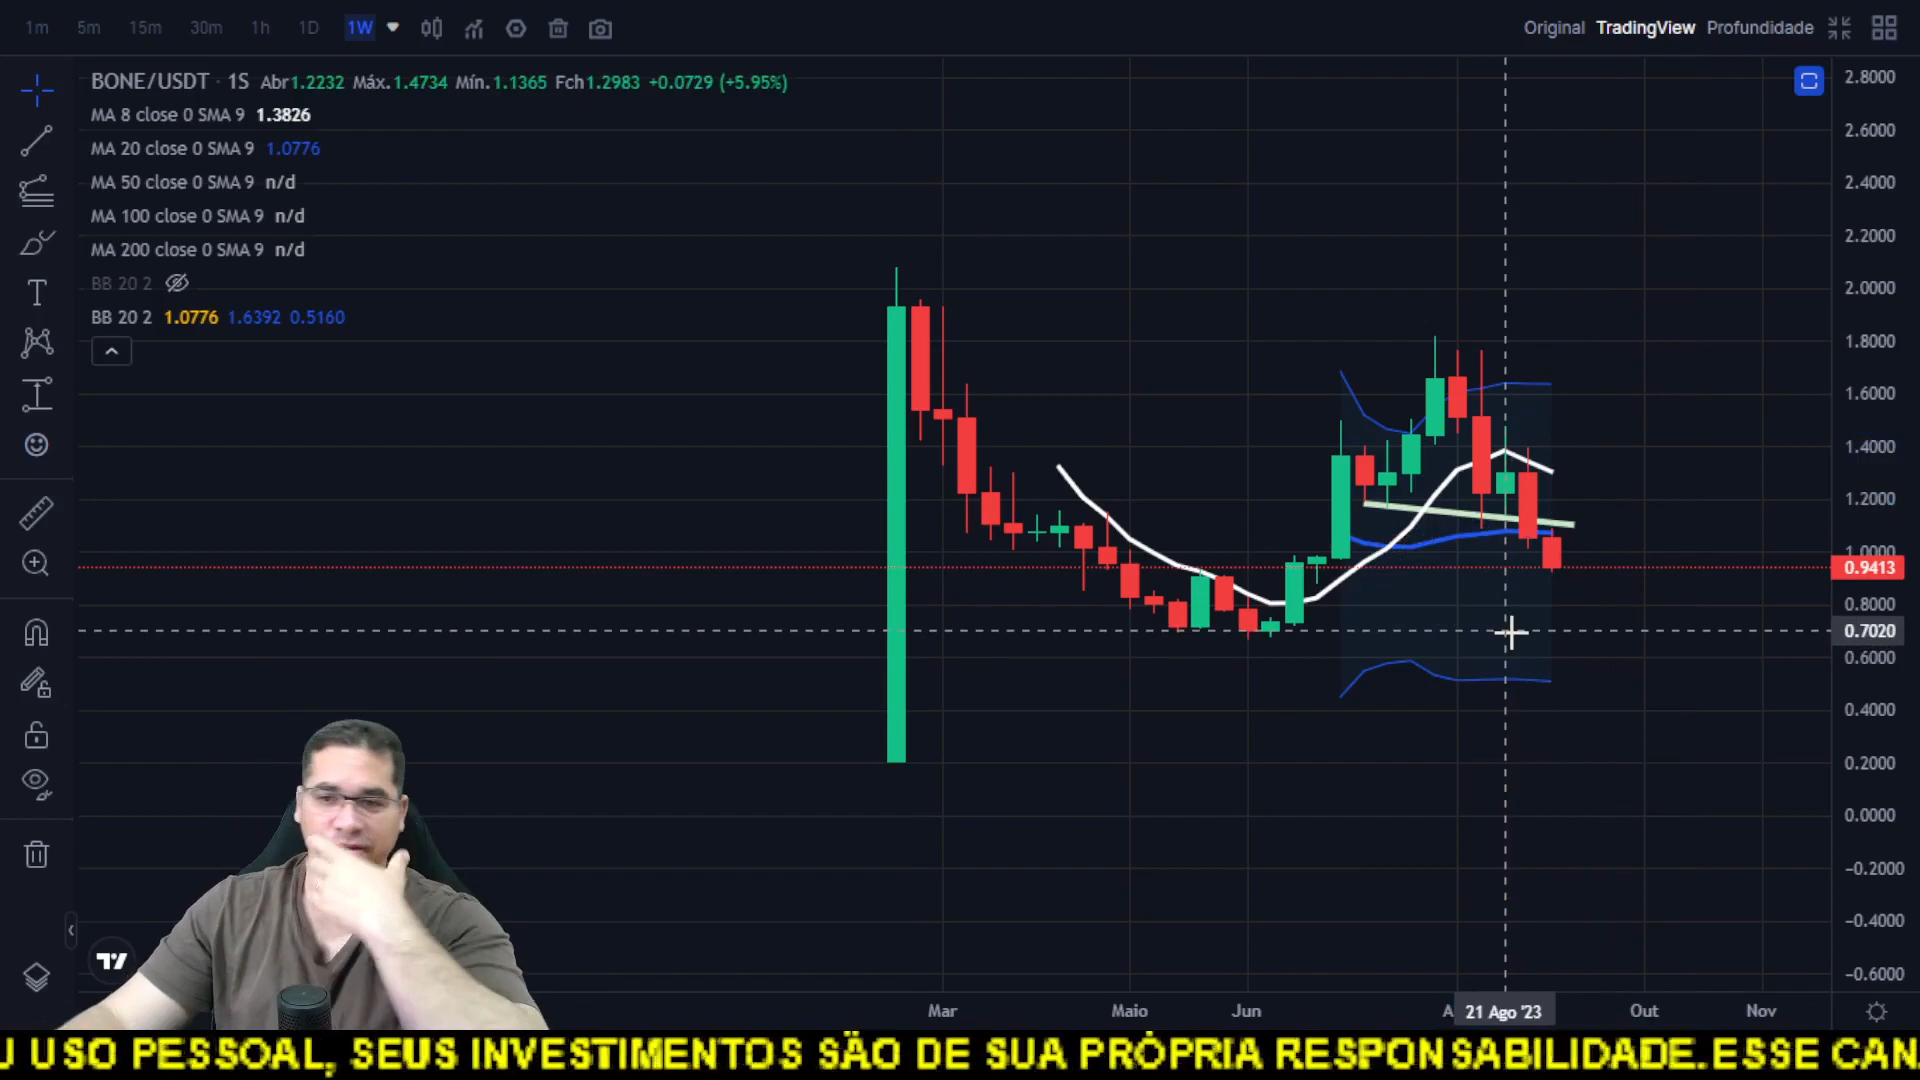 1m 5m 15m 30m 1h 1D 1W
Original TradingView Profundidade
BONE/USDT · 1S Abr1.2232 Máx.1.4734 Mín.1.1365 Fch1.2983 +0.0729 (+5.95%)
MA 8 close 0 SMA 9 1.3826
MA 20 close 0 SMA 9 1.0776
MA 50 close 0 SMA 9 n/d
MA 100 close 0 SMA 9 n/d
MA 200 close 0 SMA 9 n/d
BB 20 2
BB 20 2 1.0776 1.6392 0.5160
2.8000
2.6000
2.4000
2.2000
2.0000
1.8000
1.6000
1.4000
1.2000
1.0000
0.9413
0.8000
0.7020
0.6000
0.4000
0.2000
0.0000
-0.2000
-0.4000
-0.6000
Mar Maio Jun A 21 Ago '23 Out Nov
U USO PESSOAL, SEUS INVESTIMENTOS SÃO DE SUA PRÓPRIA RESPONSABILIDADE.ESSE CAN